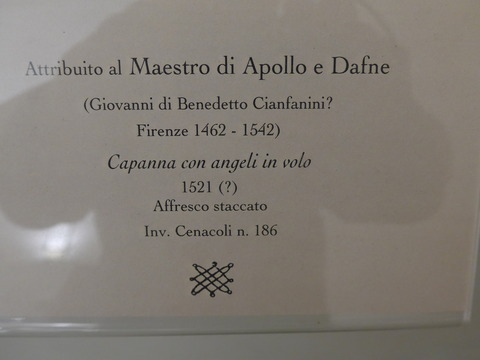 Attribuito al Maestro di Apollo e Dafne
(Giovanni di Benedetto Cianfanini?
Firenze 1462 - 1542)
Capanna con angeli in volo
1521 (?)
Affresco staccato
Inv. Cenacoli n. 186